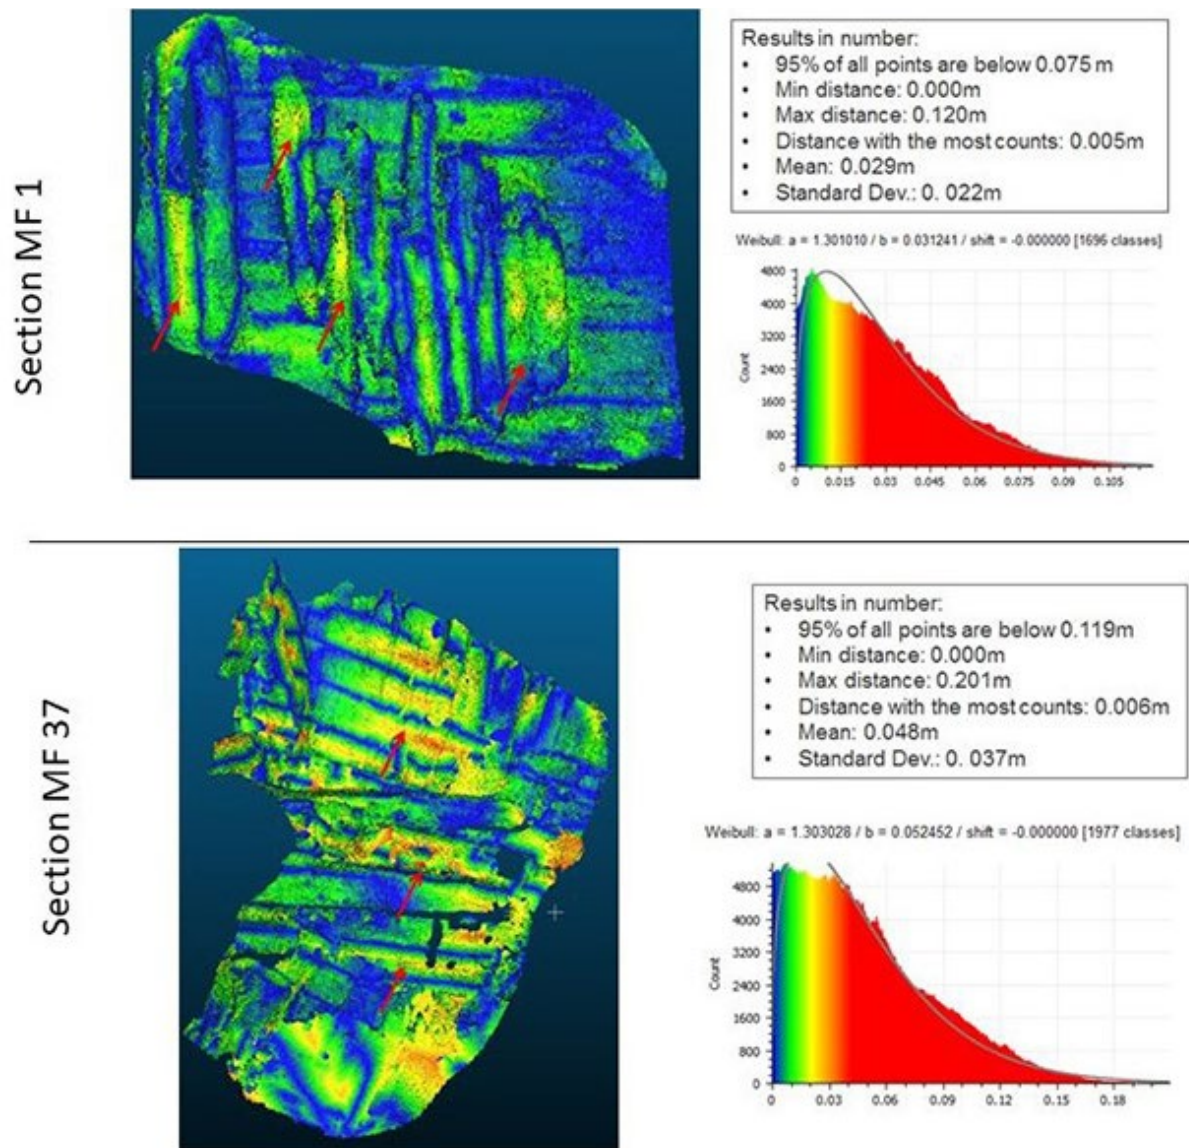 Section MF 1
Results in number:
• 95% of all points are below 0.075 m
• Min distance: 0.000m
• Max distance: 0.120m
• Distance with the most counts: 0.005m
• Mean: 0.029m
• Standard Dev.: 0. 022m
Weibull: a = 1.301010 / b = 0.031241 / shift = -0.000000 [1696 classes]
4800
4000
3200
2400
1600
800
0
Count
0 0.015 0.03 0.045 0.06 0.075 0.09 0.105
Section MF 37
Results in number:
• 95% of all points are below 0.119m
• Min distance: 0.000m
• Max distance: 0.201m
• Distance with the most counts: 0.006m
• Mean: 0.048m
• Standard Dev.: 0. 037m
Weibull: a = 1.303028 / b = 0.052452 / shift = -0.000000 [1977 classes]
4800
4000
3200
2400
1600
800
0
Count
0 0.03 0.06 0.09 0.12 0.15 0.18